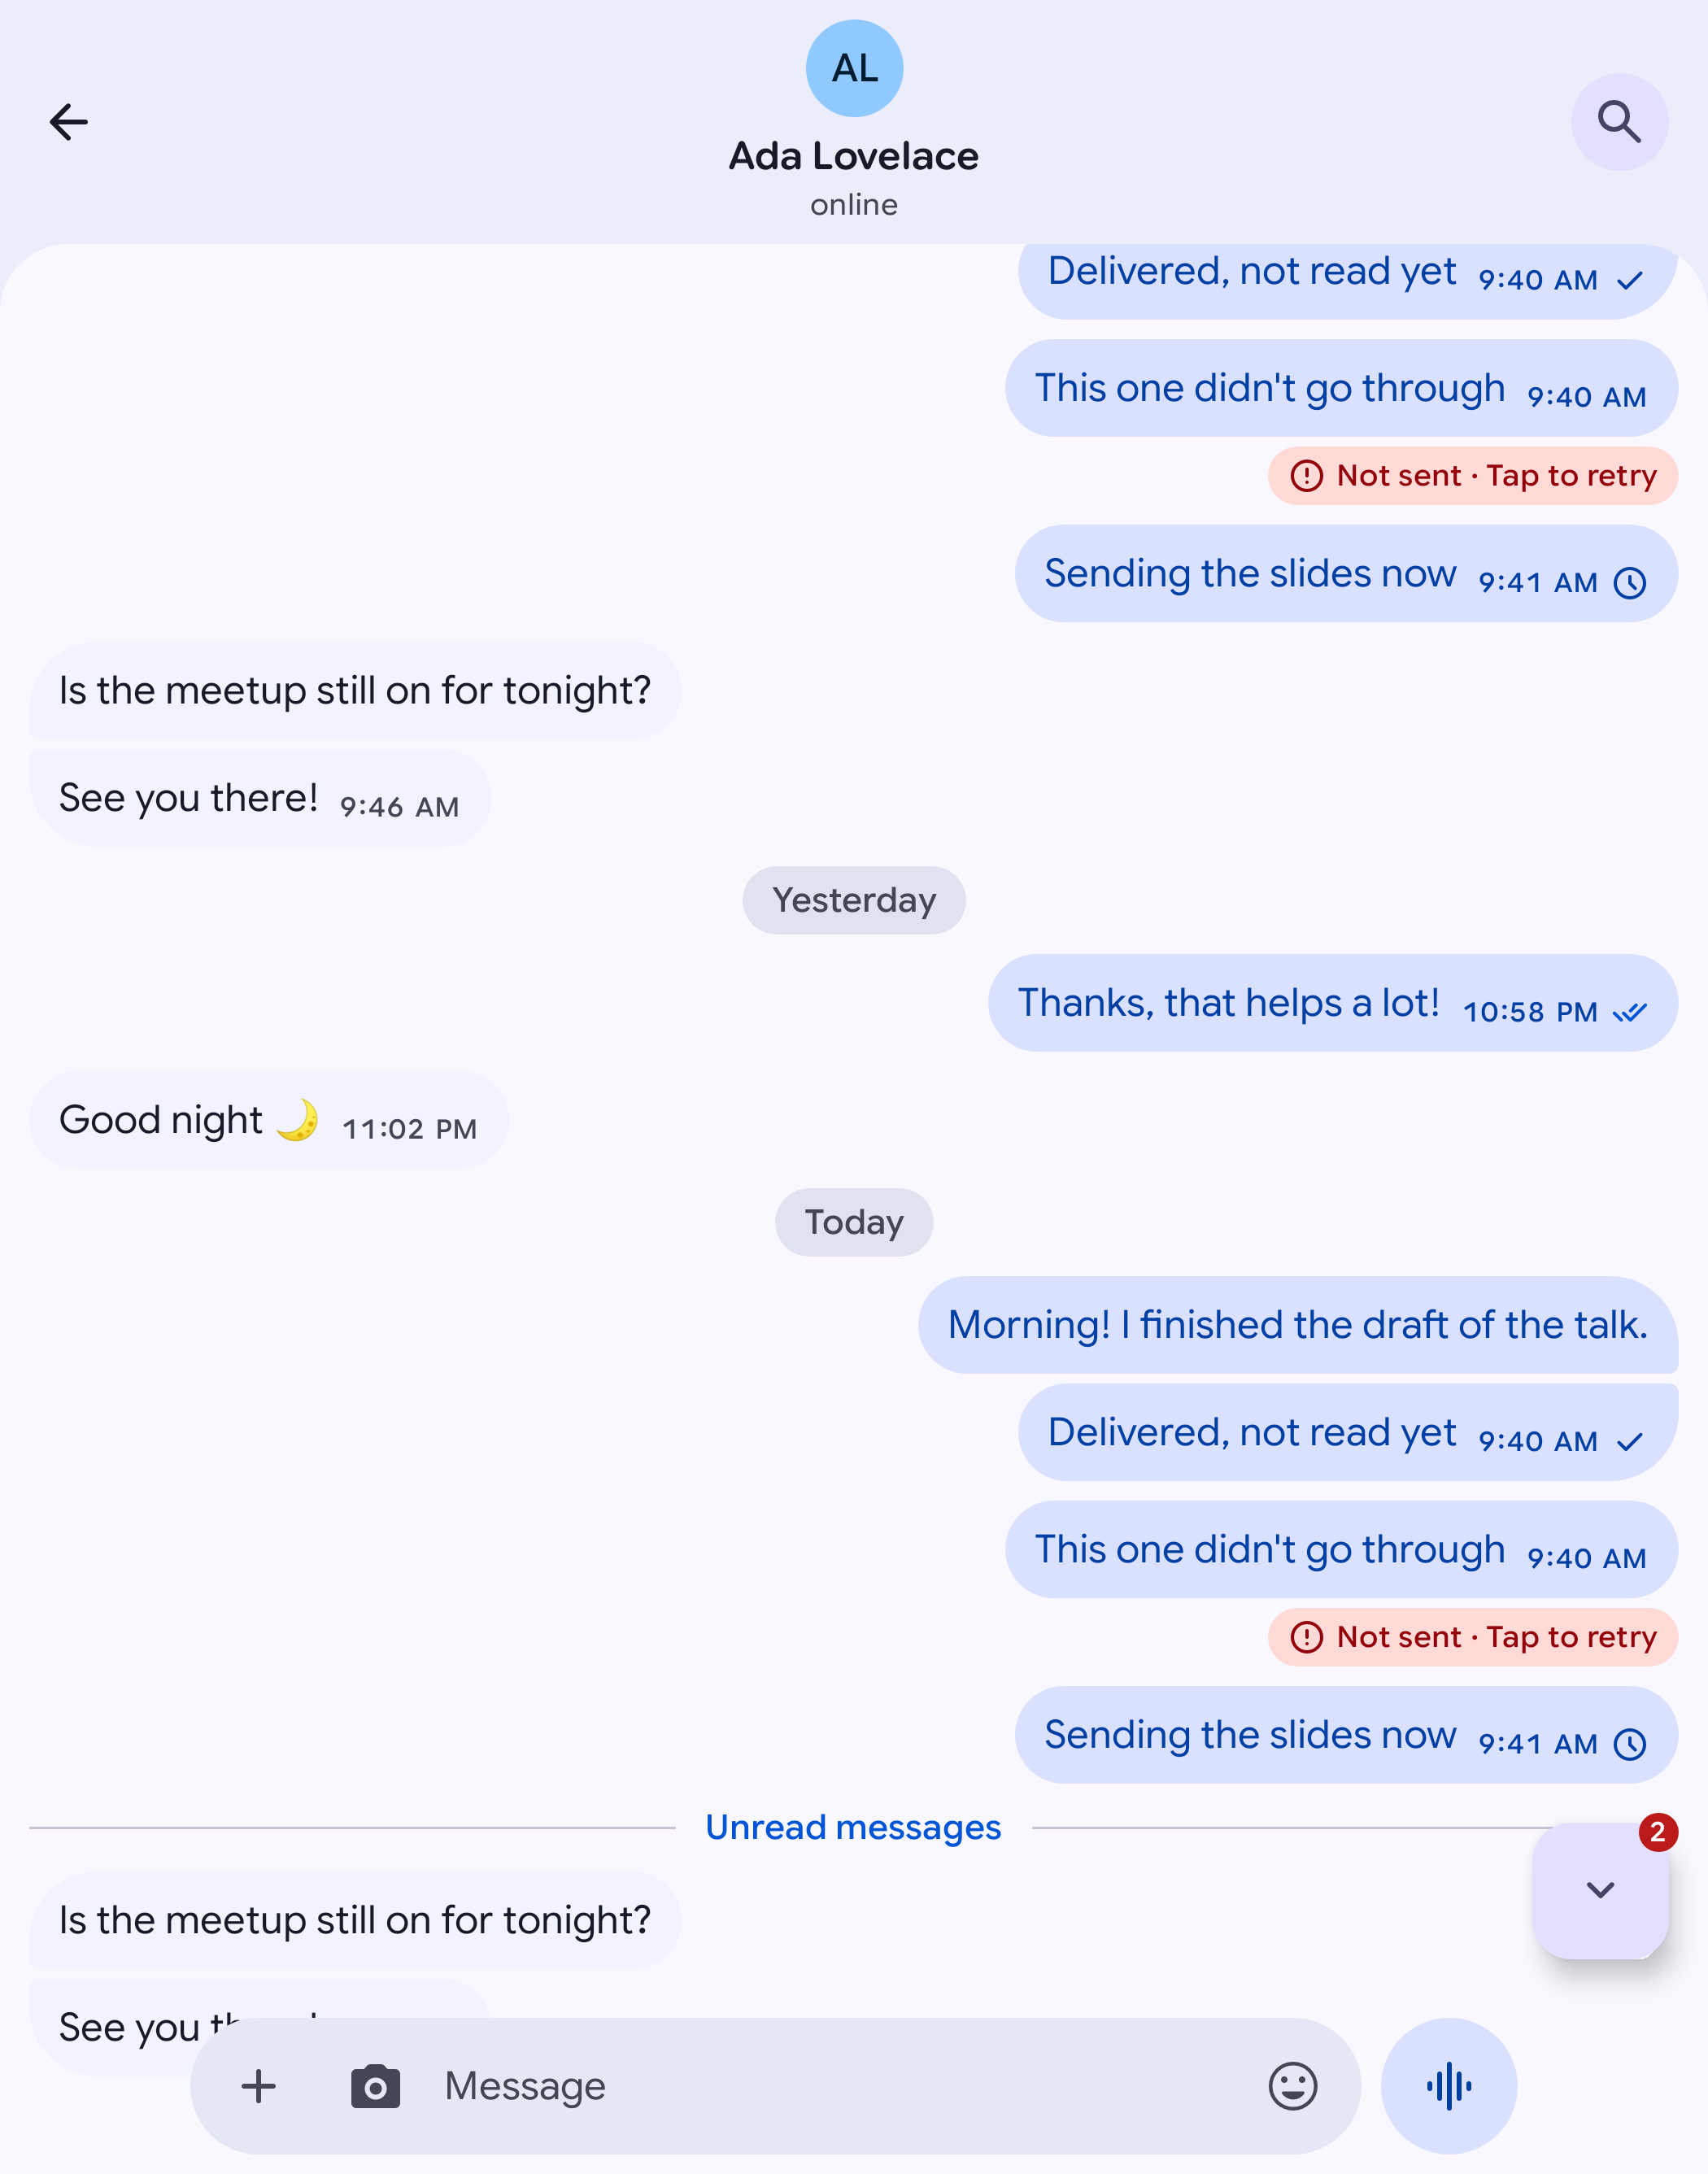 AL
Ada Lovelace
online
Delivered, not read yet 9:40 AM
This one didn't go through 9:40 AM
Not sent · Tap to retry
Sending the slides now 9:41 AM
Is the meetup still on for tonight?
See you there! 9:46 AM
Yesterday
Thanks, that helps a lot! 10:58 PM
Good night 🌙 11:02 PM
Today
Morning! I finished the draft of the talk.
Delivered, not read yet 9:40 AM
This one didn't go through 9:40 AM
Not sent · Tap to retry
Sending the slides now 9:41 AM
Unread messages
2
Is the meetup still on for tonight?
See you
Message